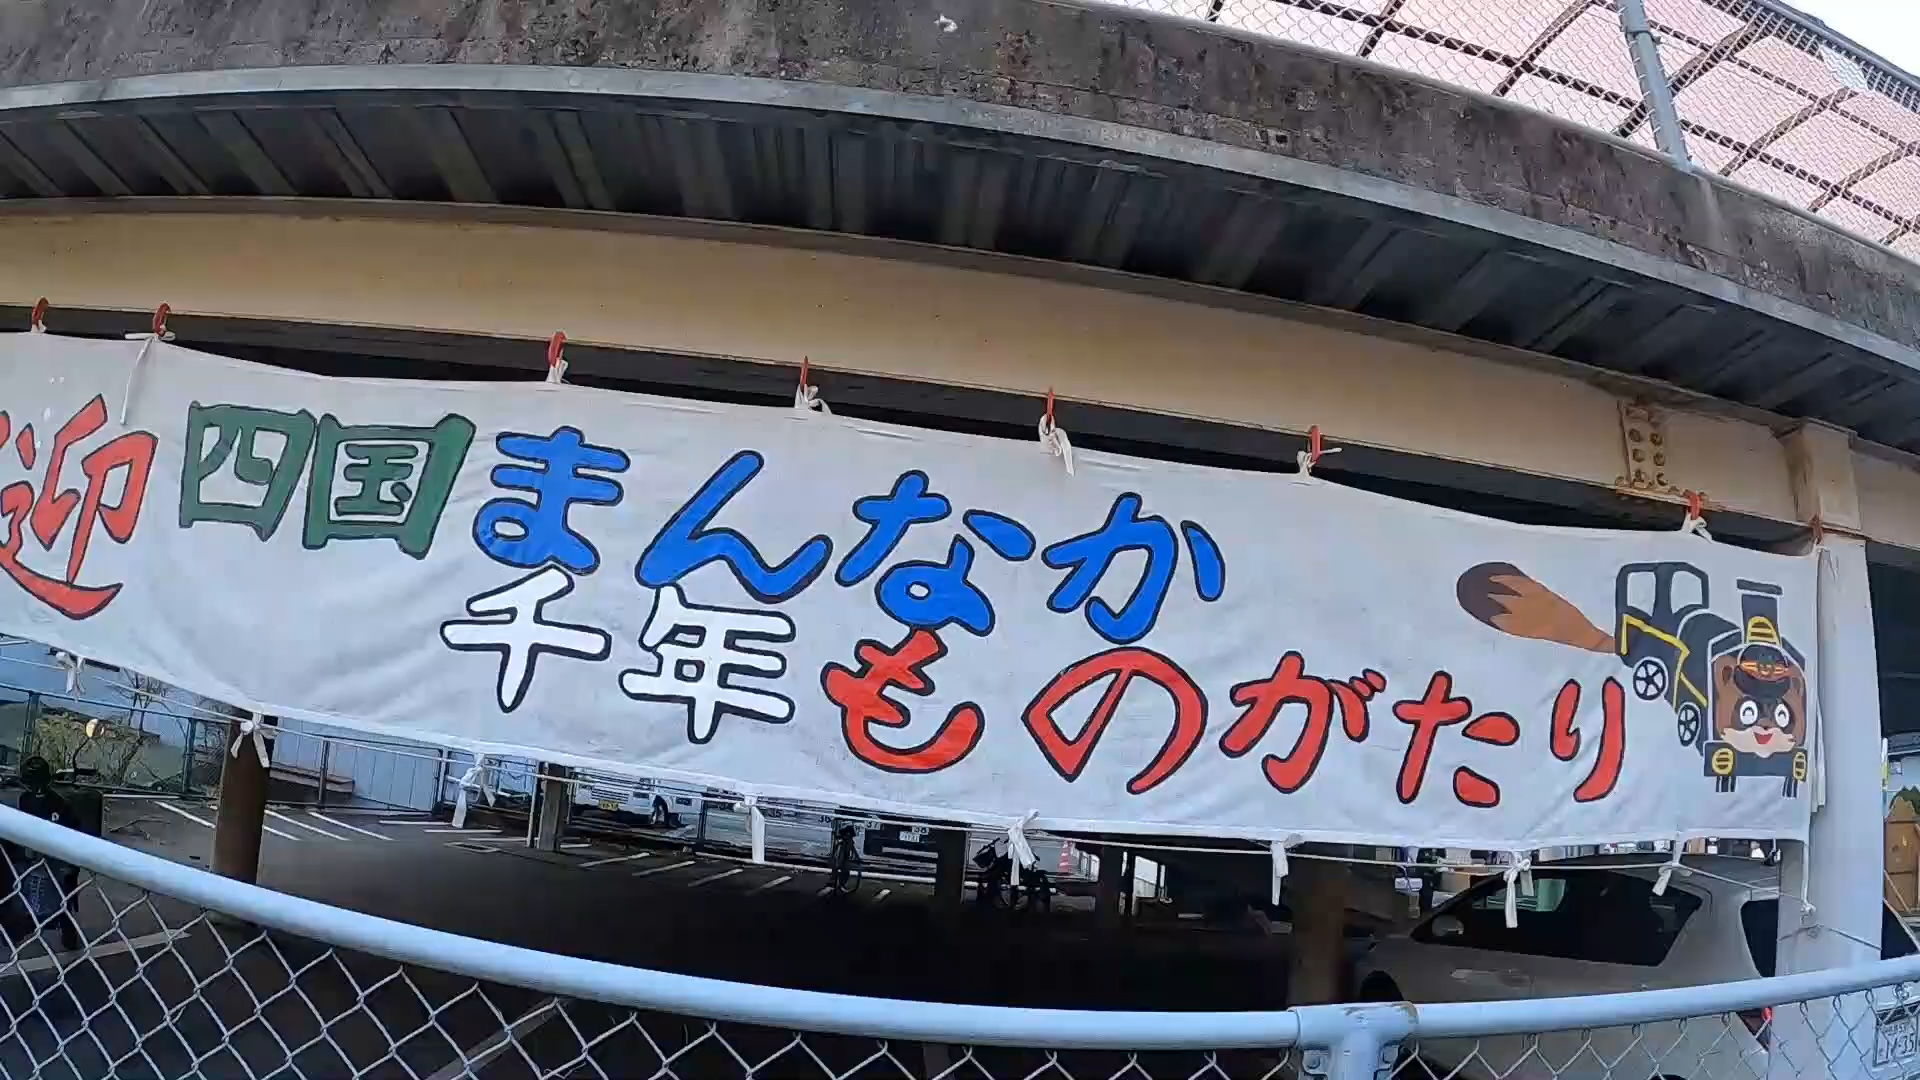 迎 四国まんなか
千年ものがたり